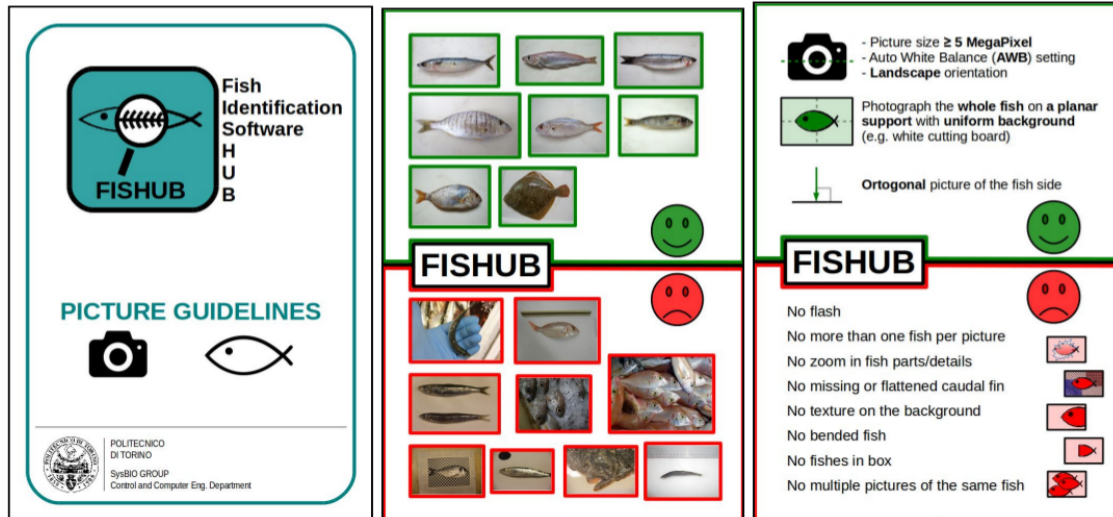 Fish
Identification
Software
H
U
B
FISHUB
PICTURE GUIDELINES
POLITECNICO
DI TORINO
SysBIO GROUP
Control and Computer Eng. Department
FISHUB
- Picture size ≥ 5 MegaPixel
- Auto White Balance (AWB) setting
- Landscape orientation
Photograph the whole fish on a planar
support with uniform background
(e.g. white cutting board)
Ortogonal picture of the fish side
FISHUB
No flash
No more than one fish per picture
No zoom in fish parts/details
No missing or flattened caudal fin
No texture on the background
No bended fish
No fishes in box
No multiple pictures of the same fish